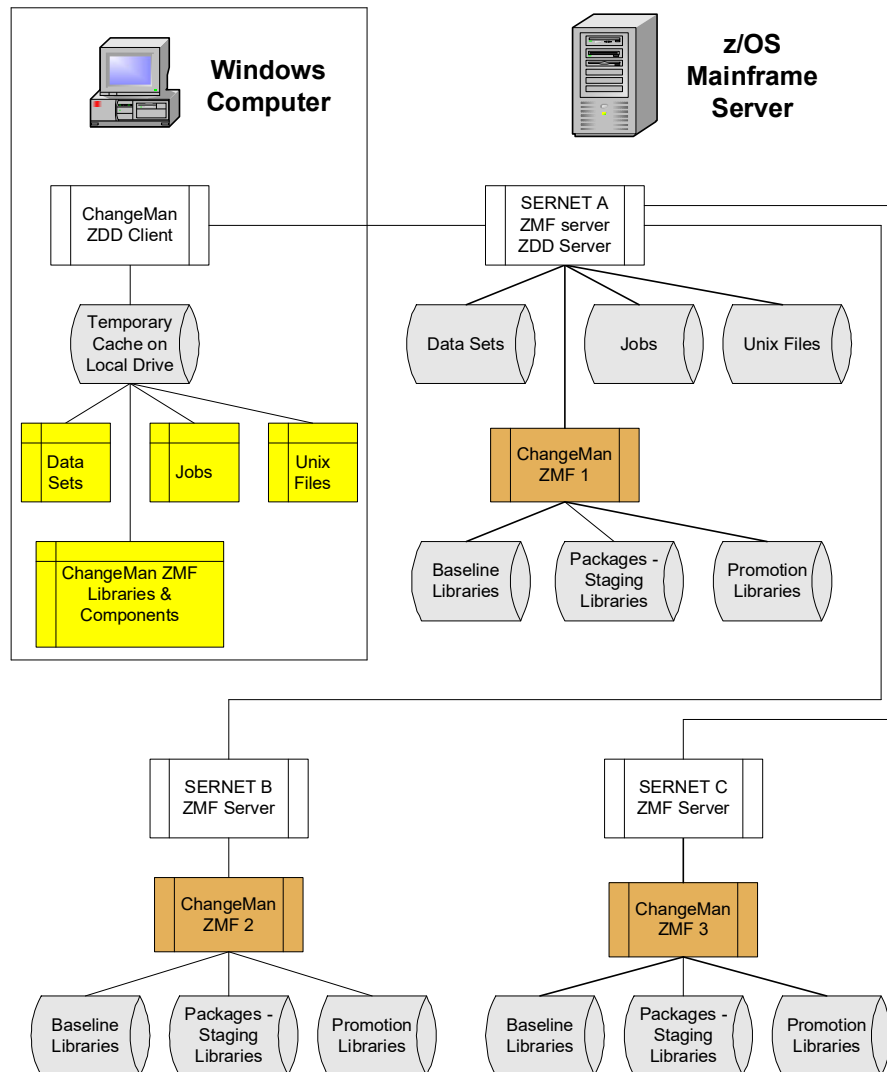 Windows
Computer
z/OS
Mainframe
Server
ChangeMan
ZDD Client
SERNET A
ZMF server
ZDD Server
Temporary
Cache on
Local Drive
Data Sets
Jobs
Unix Files
Data
Sets
Jobs
Unix
Files
ChangeMan
ZMF 1
ChangeMan ZMF
Libraries &
Components
Baseline
Libraries
Packages -
Staging
Libraries
Promotion
Libraries
SERNET B
ZMF Server
SERNET C
ZMF Server
ChangeMan
ZMF 2
ChangeMan
ZMF 3
Baseline
Libraries
Packages -
Staging
Libraries
Promotion
Libraries
Baseline
Libraries
Packages -
Staging
Libraries
Promotion
Libraries